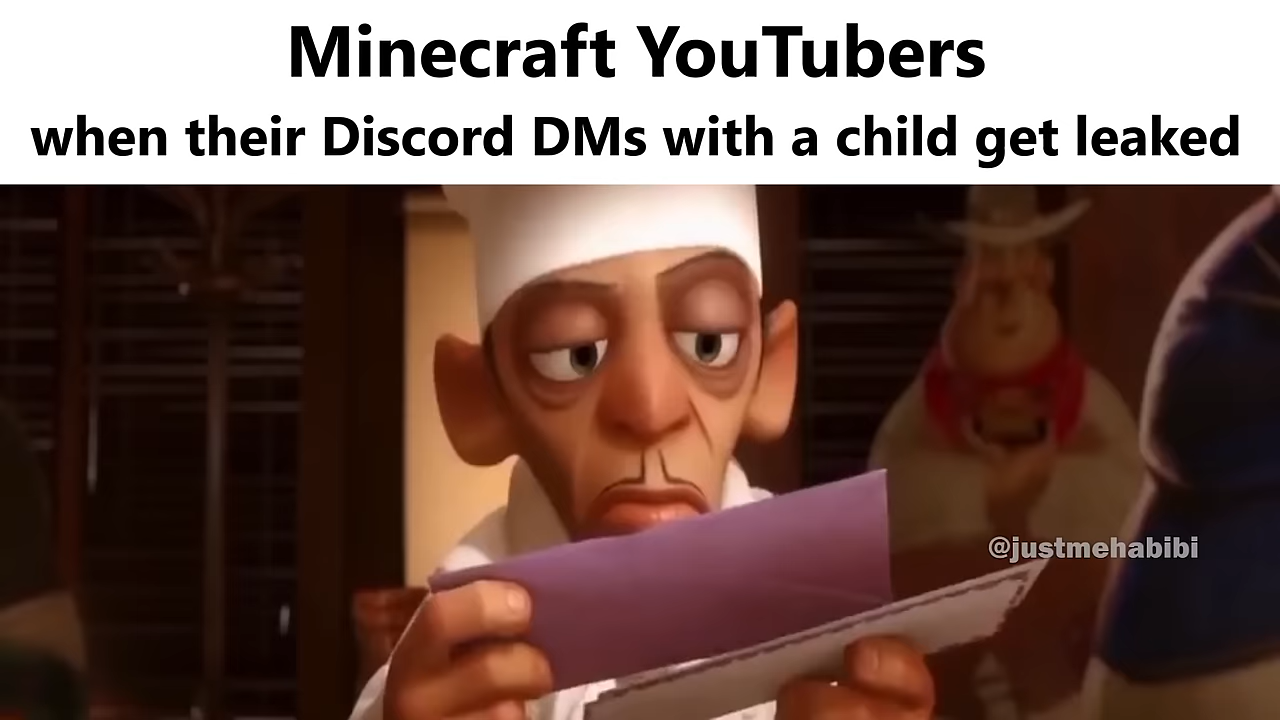 Minecraft YouTubers
when their Discord DMs with a child get leaked
@justmehabibi